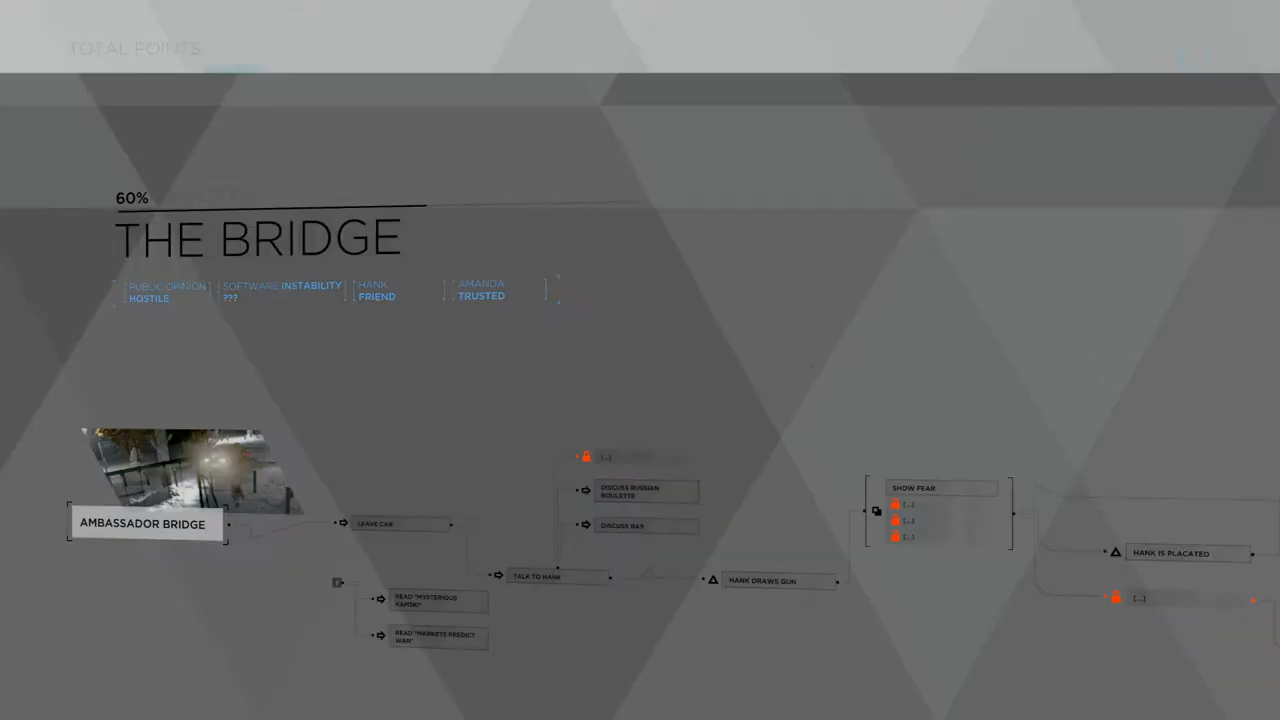 TOTAL POINTS
60%
THE BRIDGE
PUBLIC OPINION
HOSTILE
SOFTWARE INSTABILITY
???
HANK
FRIEND
AMANDA
TRUSTED
AMBASSADOR BRIDGE
LEAVE CAR
READ "MYSTERIOUS
KAMSKI"
READ "MARKETS PREDICT
WAR"
TALK TO HANK
[...]
DISCUSS RUSSIAN
ROULETTE
DISCUSS RA9
HANK DRAWS GUN
SHOW FEAR
[...]
[...]
[...]
HANK IS PLACATED
[...]